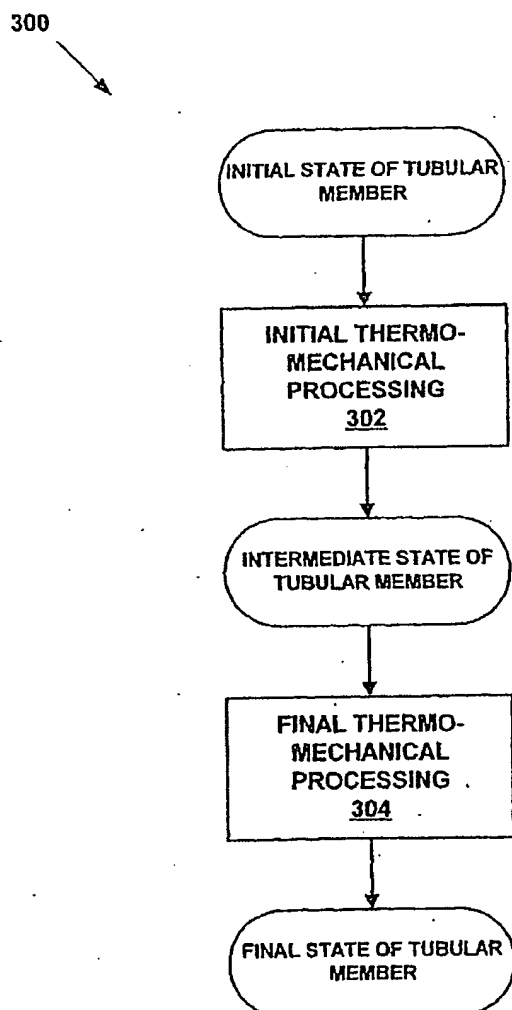 300
INITIAL STATE OF TUBULAR
MEMBER
INITIAL THERMO-
MECHANICAL
PROCESSING
302
INTERMEDIATE STATE OF
TUBULAR MEMBER
FINAL THERMO-
MECHANICAL
PROCESSING
304
FINAL STATE OF TUBULAR
MEMBER